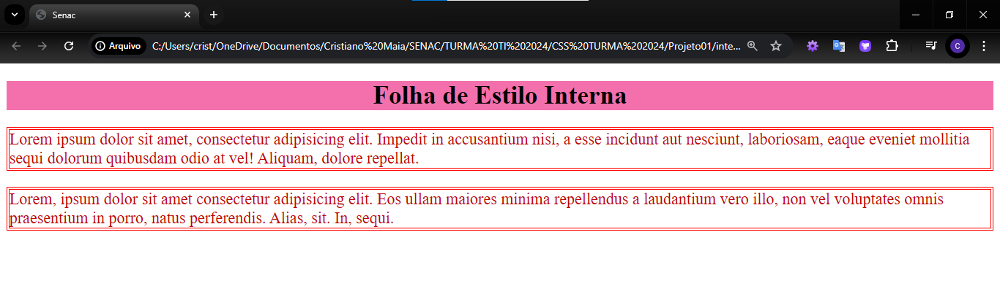 Senac
Arquivo
C:/Users/crist/OneDrive/Documentos/Cristiano%20Maia/SENAC/TURMA%20TI%202024/CSS%20TURMA%202024/Projeto01/inte...
C
Folha de Estilo Interna
Lorem ipsum dolor sit amet, consectetur adipisicing elit. Impedit in accusantium nisi, a esse incidunt aut nesciunt, laboriosam, eaque eveniet mollitia
sequi dolorum quibusdam odio at vel! Aliquam, dolore repellat.
Lorem, ipsum dolor sit amet consectetur adipisicing elit. Eos ullam maiores minima repellendus a laudantium vero illo, non vel voluptates omnis
praesentium in porro, natus perferendis. Alias, sit. In, sequi.